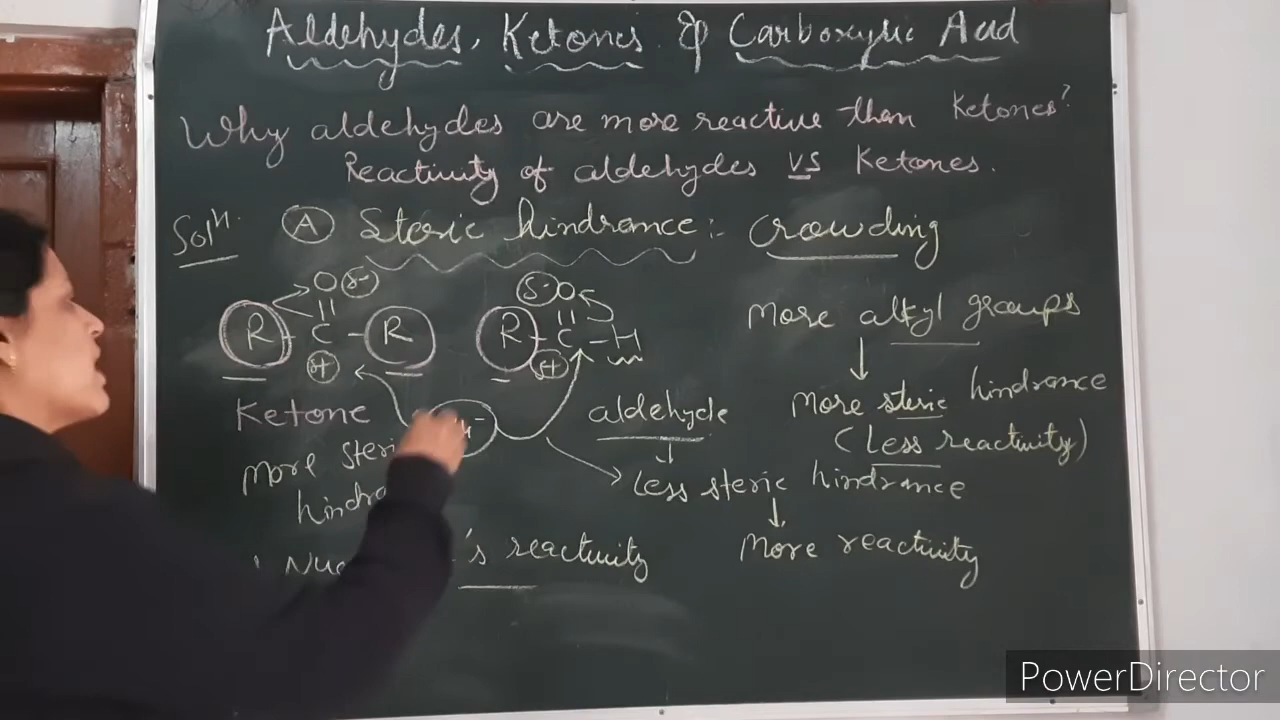 Aldehydes, Ketones & Carboxylic Acid
Why aldehydes are more reactive than Ketones?
Reactivity of aldehydes vs Ketones.
Solⁿ.
(A) Steric hindrance :- Crowding
O δ-
||
R - C - R
δ+
Ketone
More steri
hindra
δ- O
||
R - C - H
δ+
aldehyde
↓
Less steric hindrance
↓
More reactivity
More alkyl groups
↓
More steric hindrance
(Less reactivity)
's reactivity
PowerDirector